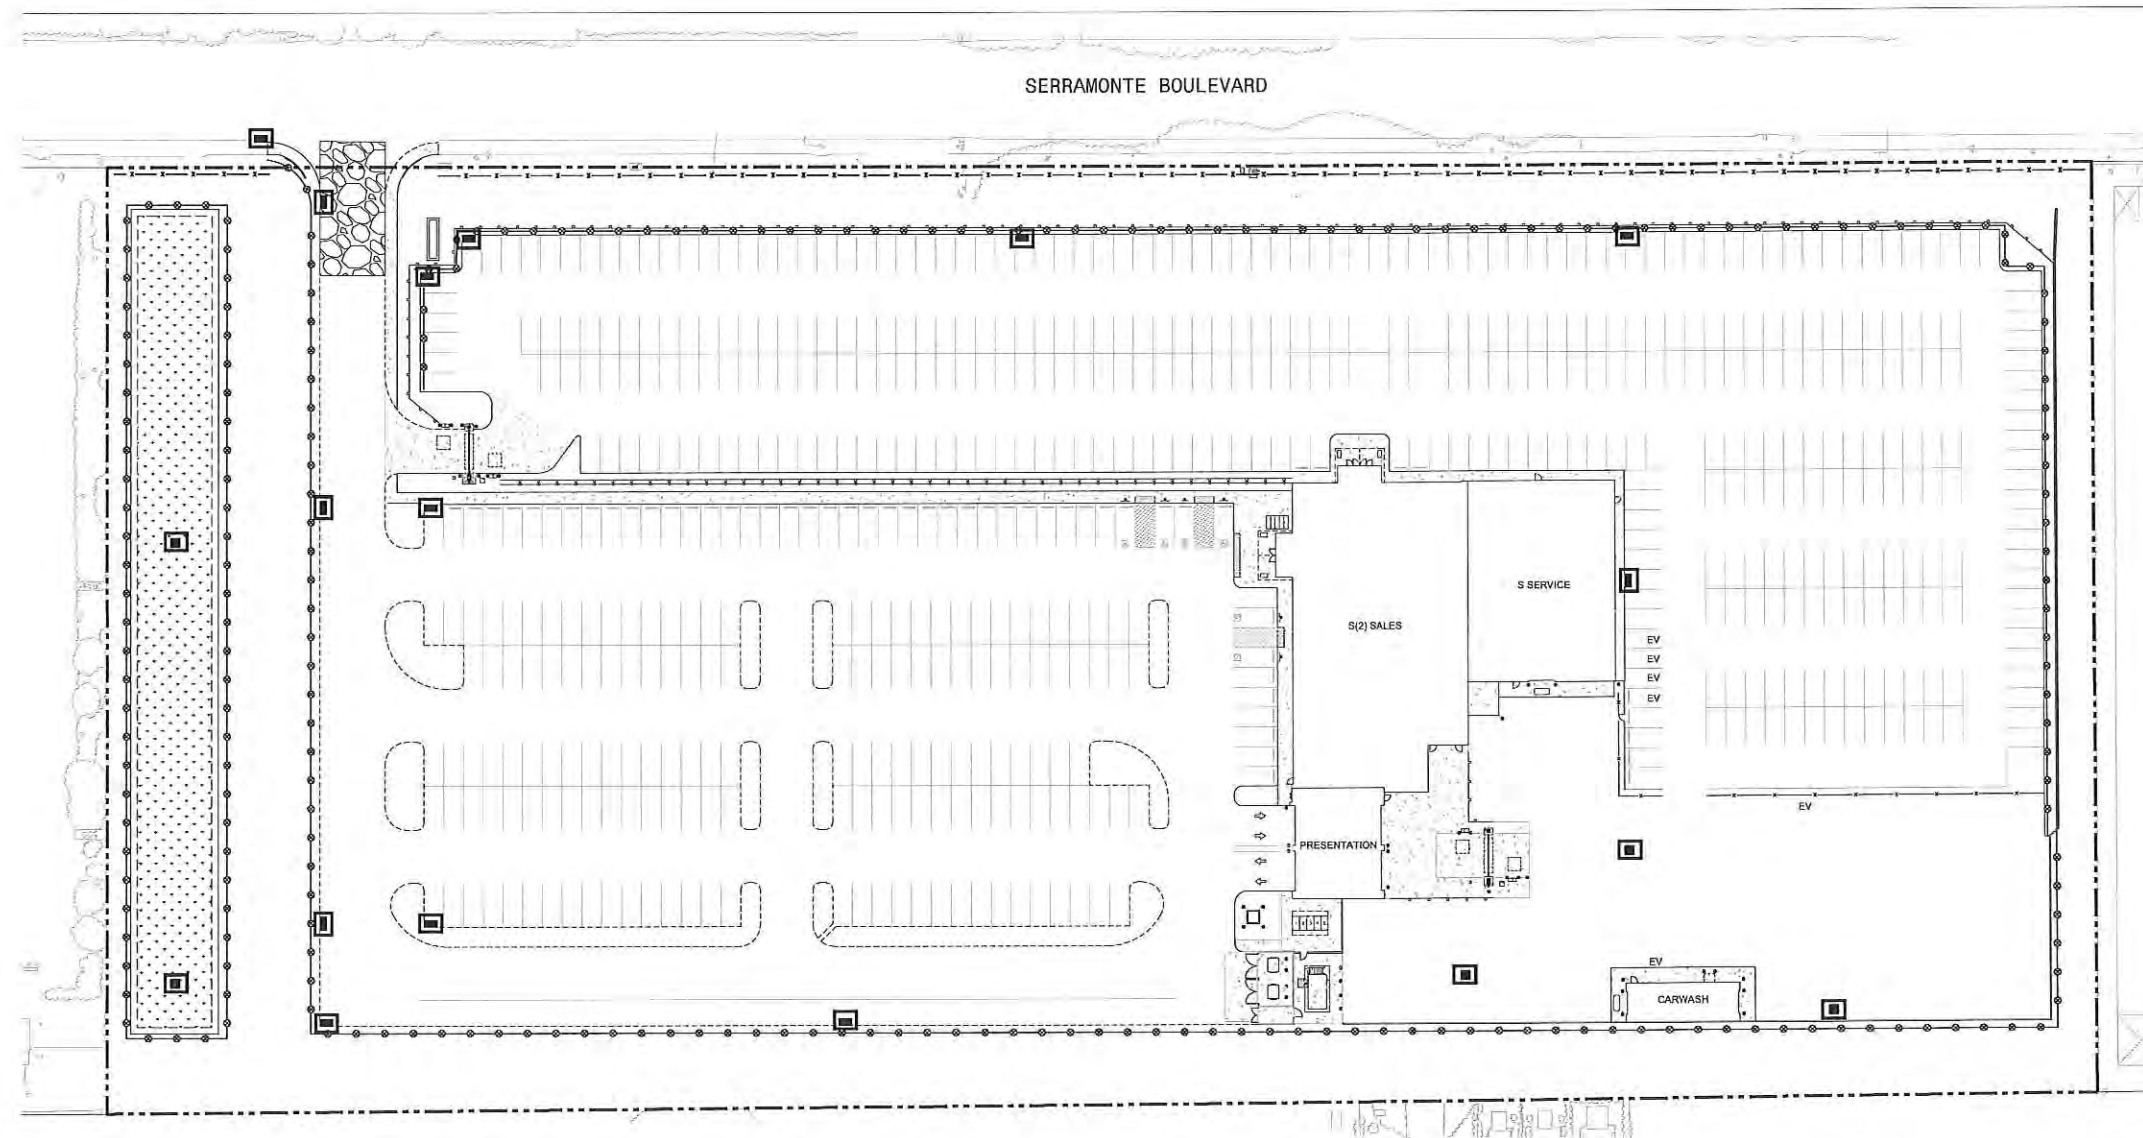 SERRAMONTE BOULEVARD
S SERVICE
S(2) SALES
EV
EV
EV
EV
EV
PRESENTATION
EV
CARWASH